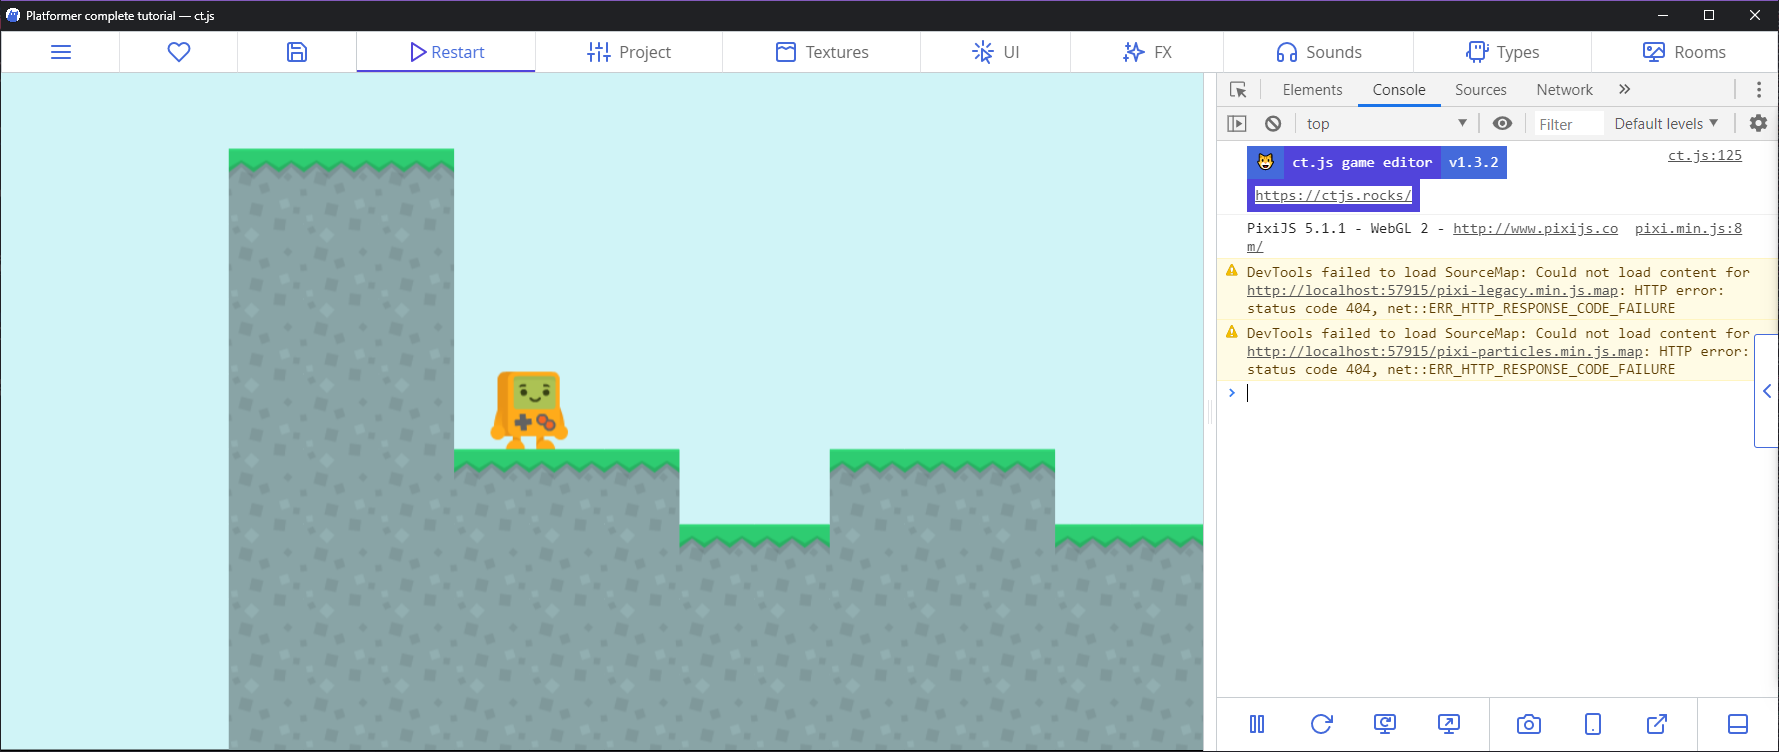 Platformer complete tutorial — ct.js
Restart Project Textures UI FX Sounds Types Rooms
Elements Console Sources Network »
top Filter Default levels
ct.js game editor v1.3.2 ct.js:125
https://ctjs.rocks/
PixiJS 5.1.1 - WebGL 2 - http://www.pixijs.co pixi.min.js:8
m/
DevTools failed to load SourceMap: Could not load content for
http://localhost:57915/pixi-legacy.min.js.map: HTTP error:
status code 404, net::ERR_HTTP_RESPONSE_CODE_FAILURE
DevTools failed to load SourceMap: Could not load content for
http://localhost:57915/pixi-particles.min.js.map: HTTP error:
status code 404, net::ERR_HTTP_RESPONSE_CODE_FAILURE